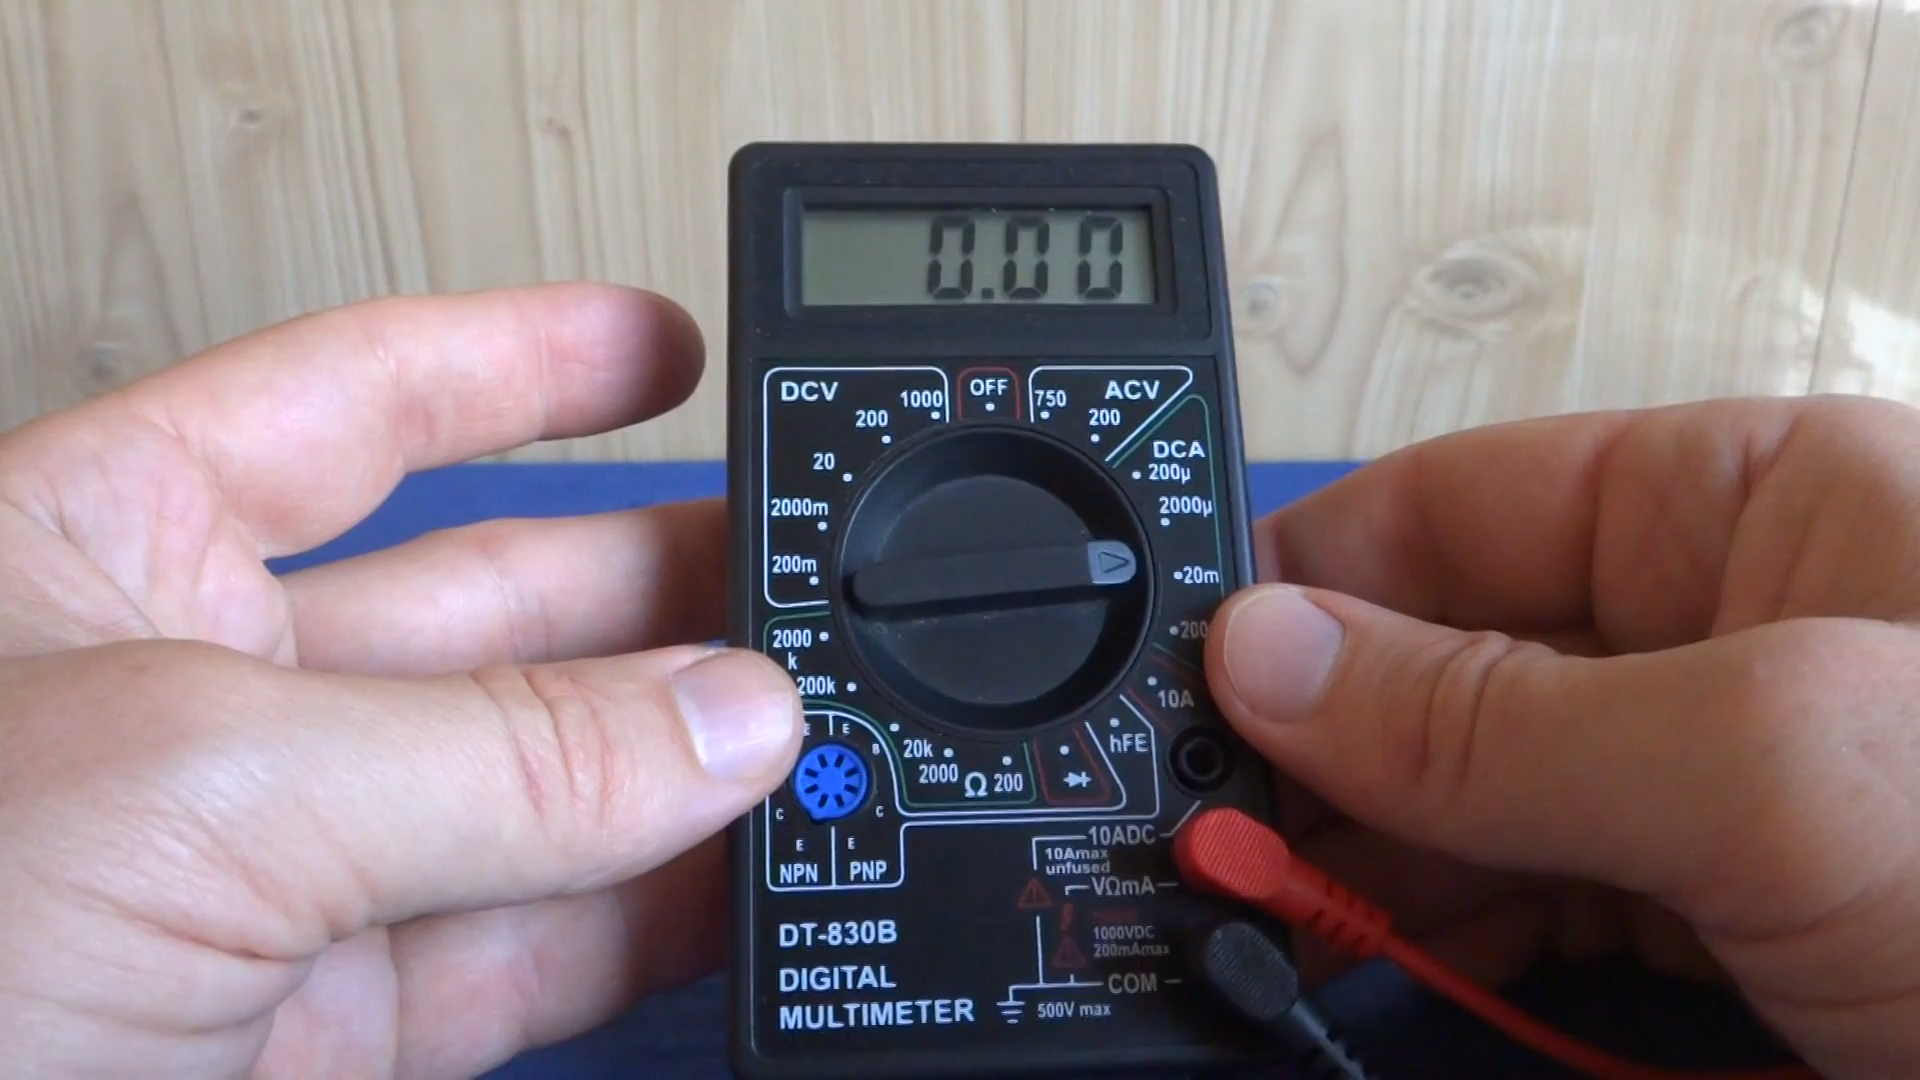 0.00
DCV
1000
OFF
750
ACV
200
200
DCA
20
200µ
2000m
2000µ
200m
20m
2000
k
200
200k
10A
E
E
B
20k
hFE
2000
Ω
200
C
C
10ADC
E
E
10Amax
unfused
NPN
PNP
VΩmA
DT-830B
1000VDC
200mAmax
DIGITAL
COM
MULTIMETER
500V max